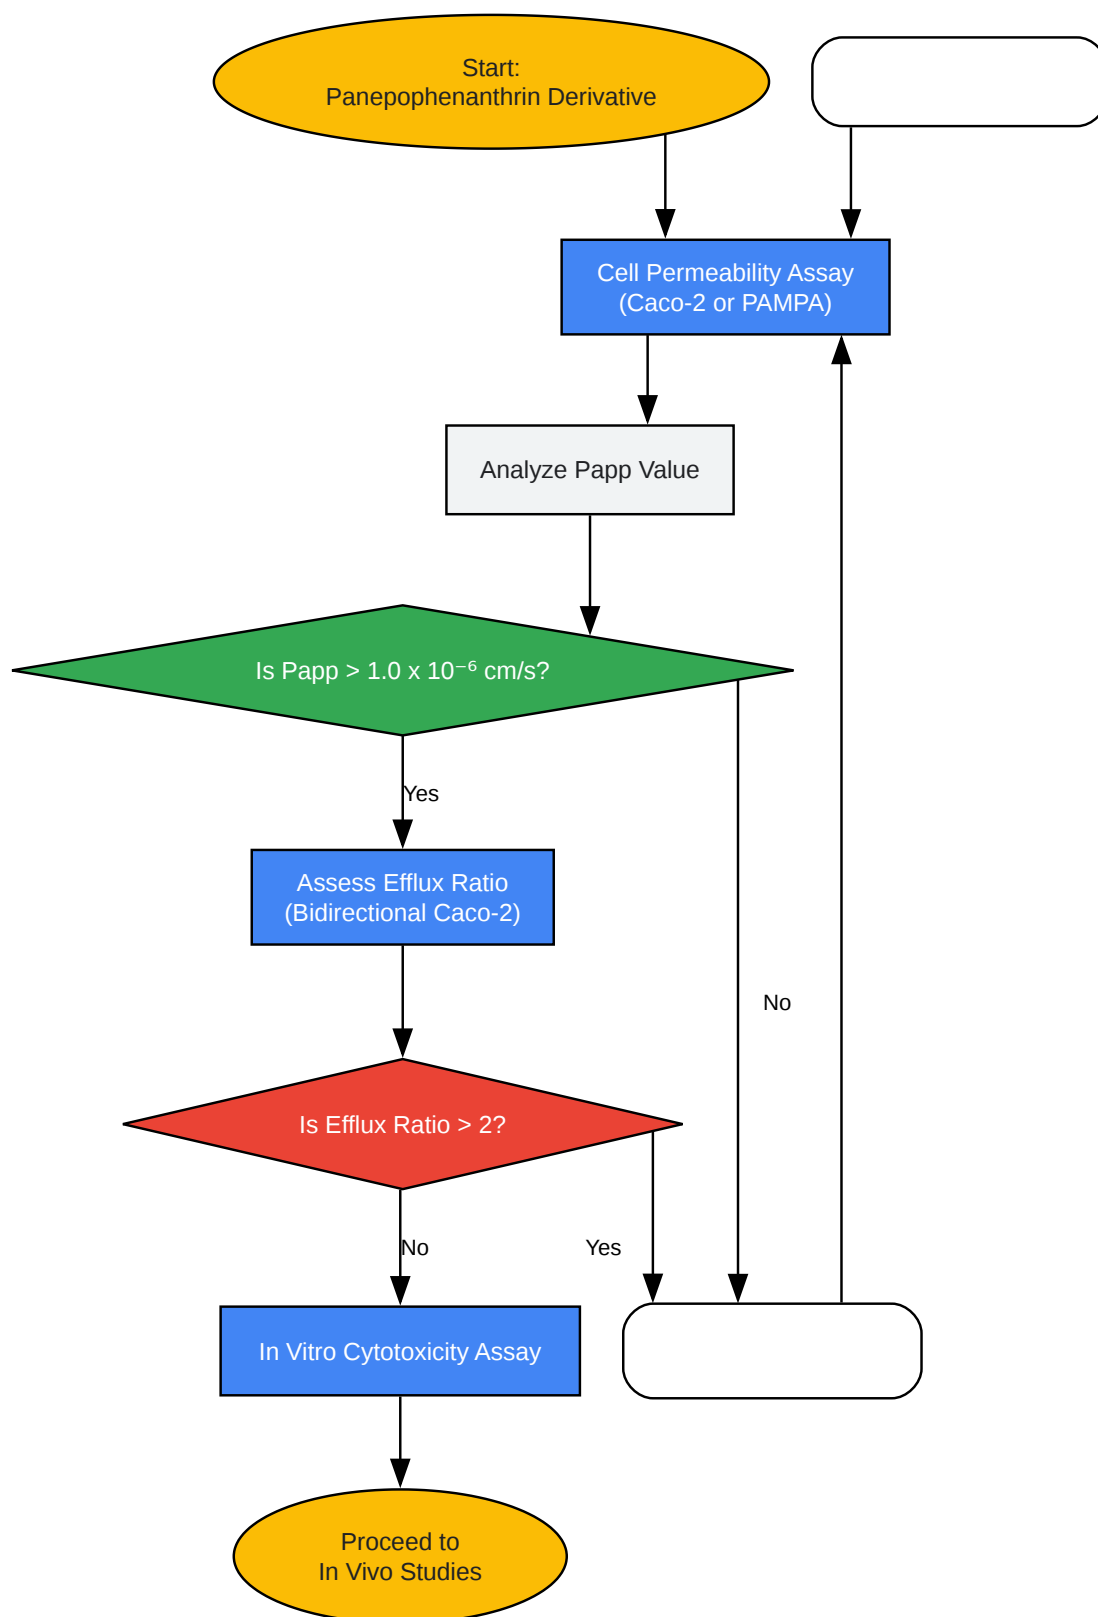 Start:
Panepophenanthrin Derivative
Cell Permeability Assay
(Caco-2 or PAMPA)
Analyze Papp Value
Is Papp > 1.0 x 10⁻⁶ cm/s?
Yes
Assess Efflux Ratio
(Bidirectional Caco-2)
No
Is Efflux Ratio > 2?
No
Yes
In Vitro Cytotoxicity Assay
Proceed to
In Vivo Studies